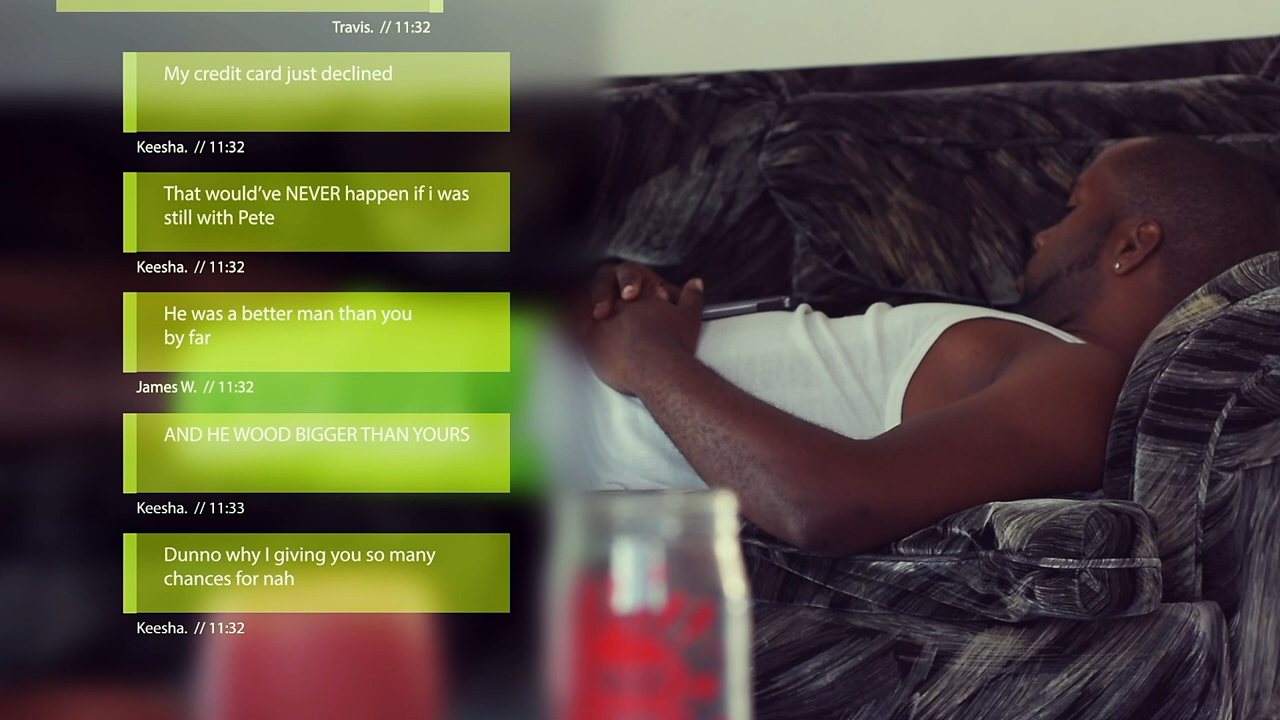 Travis. // 11:32
My credit card just declined
Keesha. // 11:32
That would've NEVER happen if i was
still with Pete
Keesha. // 11:32
He was a better man than you
by far
James W. // 11:32
AND HE WOOD BIGGER THAN YOURS
Keesha. // 11:33
Dunno why I giving you so many
chances for nah
Keesha. // 11:32